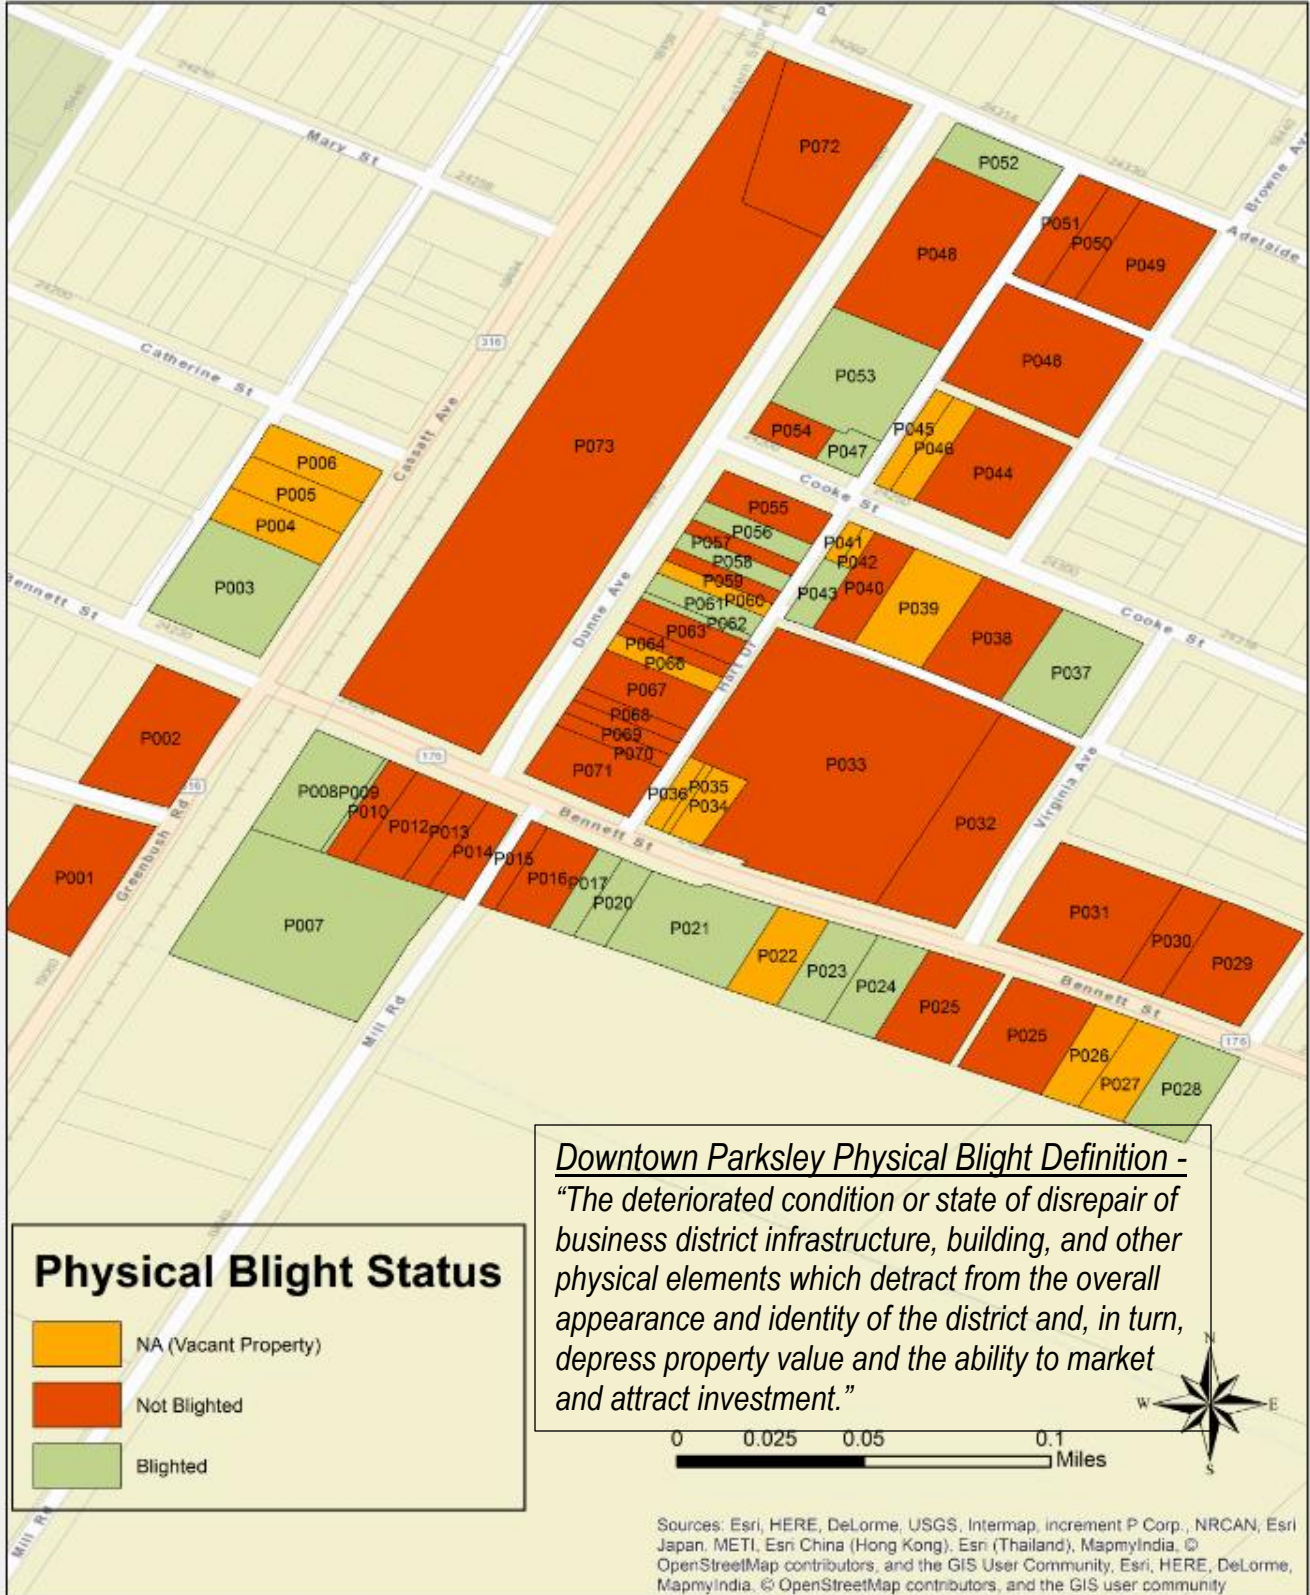 Mary St
Browne Av
Adelaide
Catherine St
316
Cassatt Ave
Bennett St
P072
P052
P051
P050
P049
P048
P048
P053
P054
P047
P045
P046
P044
P073
P006
P005
P004
P003
Cooke St
P055
P056
P057
P058
P059
P060
P061
P062
P063
P064
P066
P067
P068
P069
P070
P071
Dunne Ave
Hart Dr
P041
P042
P043
P040
P039
P038
P037
Cooke St
P002
P001
Greenbush Rd
176
P033
P032
P036
P035
P034
Virginia Ave
Bennett St
P008
P009
P010
P012
P013
P014
P015
P016
P017
P020
P021
P022
P023
P024
P025
P007
Mill Rd
P031
P030
P029
Bennett St
176
P025
P026
P027
P028
Downtown Parksley Physical Blight Definition -
“The deteriorated condition or state of disrepair of
business district infrastructure, building, and other
physical elements which detract from the overall
appearance and identity of the district and, in turn,
depress property value and the ability to market
and attract investment.”
Physical Blight Status
NA (Vacant Property)
Not Blighted
Blighted
Mill Rd
N
W
E
S
0 0.025 0.05 0.1
Miles
Sources: Esri, HERE, DeLorme, USGS, Intermap, increment P Corp., NRCAN, Esri
Japan, METI, Esri China (Hong Kong), Esri (Thailand), MapmyIndia, ©
OpenStreetMap contributors, and the GIS User Community, Esri, HERE, DeLorme,
MapmyIndia, © OpenStreetMap contributors, and the GIS user community